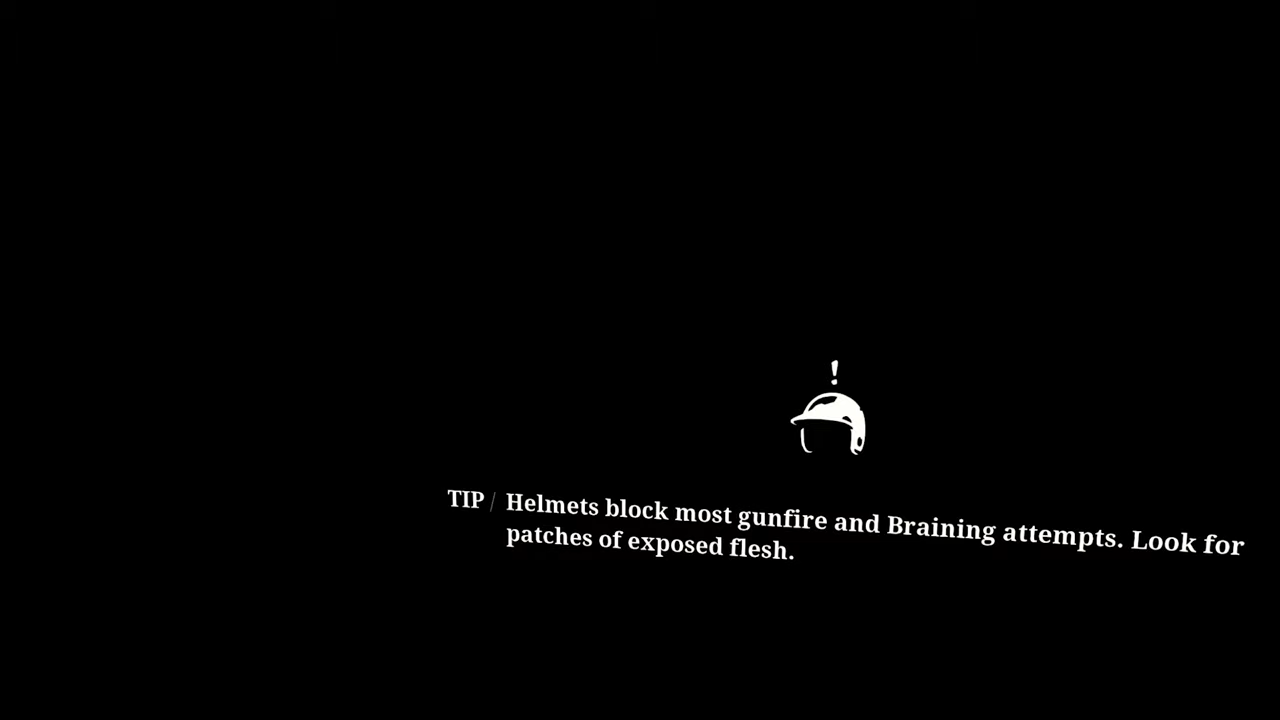 !
TIP / Helmets block most gunfire and Braining attempts. Look for
patches of exposed flesh.